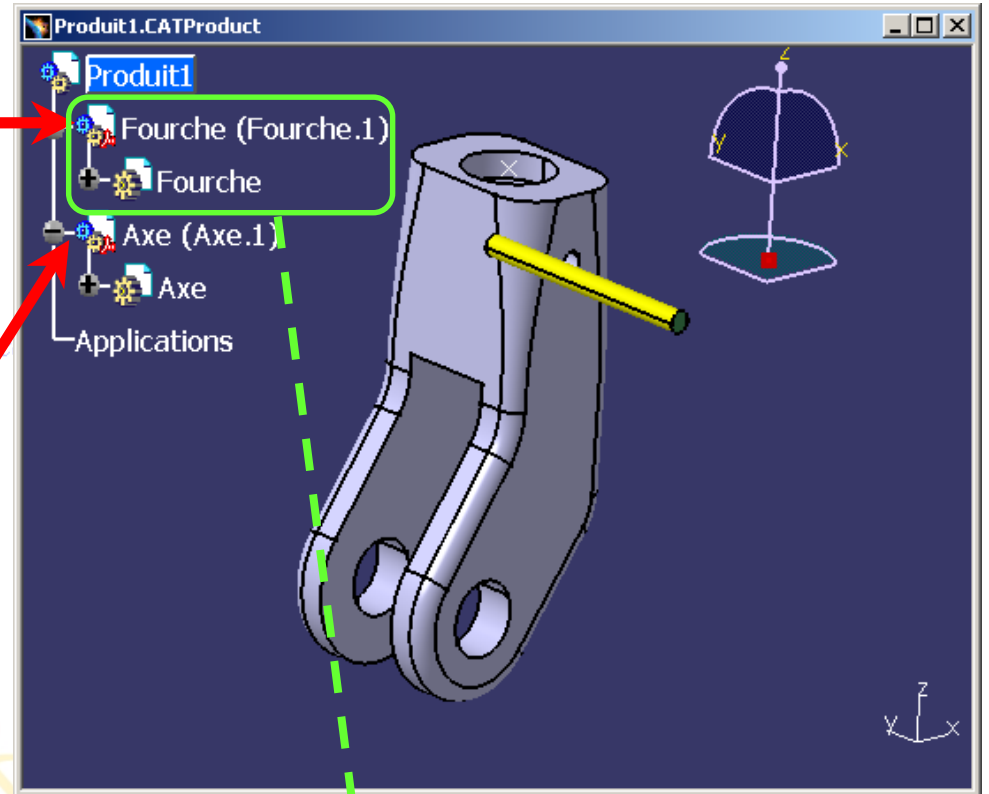 Produit1.CATProduct
Produit1
Fourche (Fourche.1)
Fourche
Axe (Axe.1)
Axe
Applications
z
y
x
z
y
x